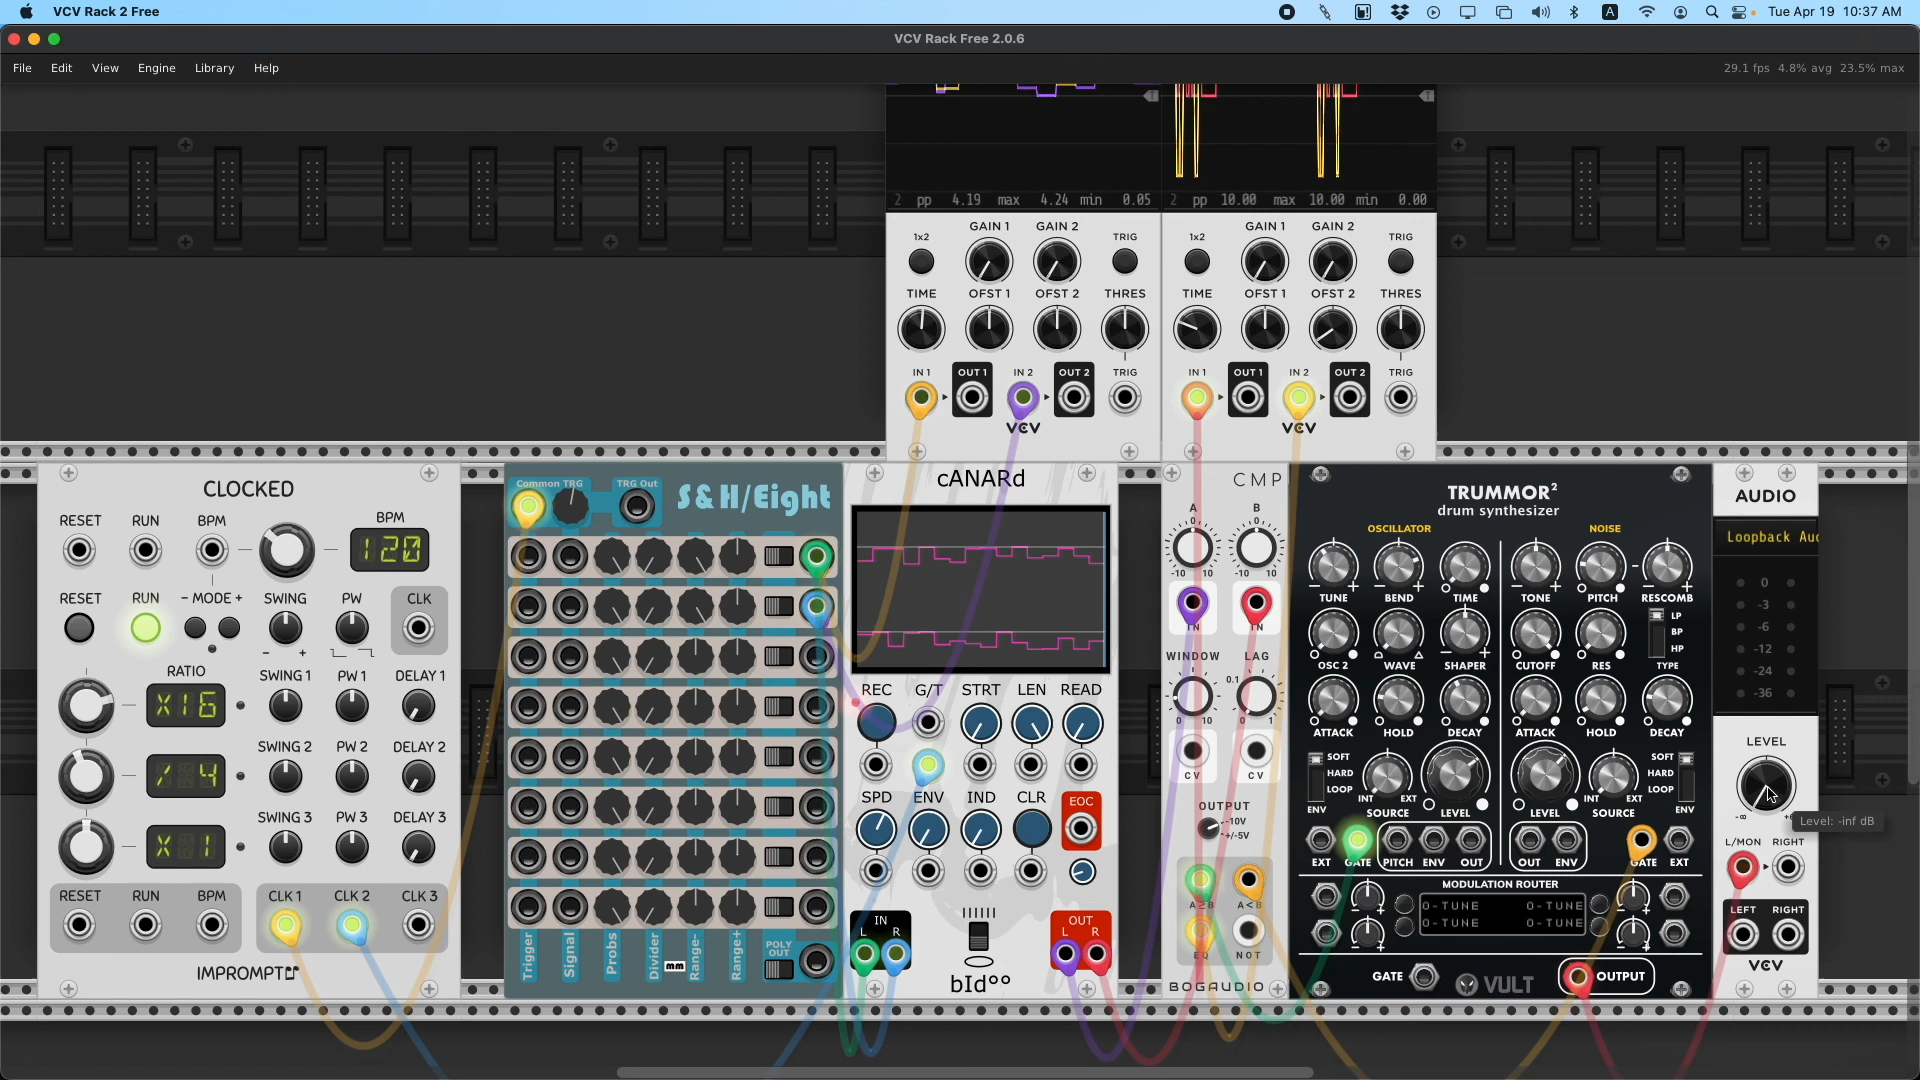 VCV Rack 2 Free
A
Tue Apr 19 10:37 AM
VCV Rack Free 2.0.6
File Edit View Engine Library Help
29.1 fps 4.8% avg 23.5% max
2 pp 4.19 max 4.24 min 0.05
2 pp 10.00 max 10.00 min 0.00
1x2 GAIN 1 GAIN 2 TRIG
1x2 GAIN 1 GAIN 2 TRIG
TIME OFST 1 OFST 2 THRES
TIME OFST 1 OFST 2 THRES
IN 1 OUT 1 IN 2 OUT 2 TRIG
IN 1 OUT 1 IN 2 OUT 2 TRIG
VCV
VCV
CLOCKED
RESET RUN BPM
BPM
120
RESET RUN - MODE + SWING PW CLK
- +
RATIO
X16
SWING 1 PW 1 DELAY 1
/ 4
SWING 2 PW 2 DELAY 2
X 1
SWING 3 PW 3 DELAY 3
RESET RUN BPM CLK 1 CLK 2 CLK 3
IMPROMPTU
Common TRG TRG Out S&H/Eight
Trigger
Signal
Probs
Divider
Range-
Range+
POLY
OUT
mm
cANARd
REC G/T STRT LEN READ
SPD ENV IND CLR EOC
IN
L R
OUT
L R
bId°°
CMP
A B
0 0
-10 10 -10 10
IN IN
WINDOW LAG
0.1
0 10 0 1
CV CV
OUTPUT
-10V
+/-5V
A≥B A<B
EQ NOT
BOGAUDIO
TRUMMOR²
drum synthesizer
OSCILLATOR NOISE
TUNE BEND TIME TONE PITCH RESCOMB
LP
BP
HP
OSC 2 WAVE SHAPER CUTOFF RES TYPE
ATTACK HOLD DECAY ATTACK HOLD DECAY
SOFT
HARD
LOOP
ENV
INT EXT
SOURCE LEVEL
LEVEL
INT EXT
SOURCE
SOFT
HARD
LOOP
ENV
EXT GATE PITCH ENV OUT OUT ENV GATE EXT
MODULATION ROUTER
O-TUNE O-TUNE
O-TUNE O-TUNE
GATE VULT OUTPUT
AUDIO
Loopback Aud
0
-3
-6
-12
-24
-36
LEVEL
Level: -inf dB
L/MON RIGHT
LEFT RIGHT
VCV